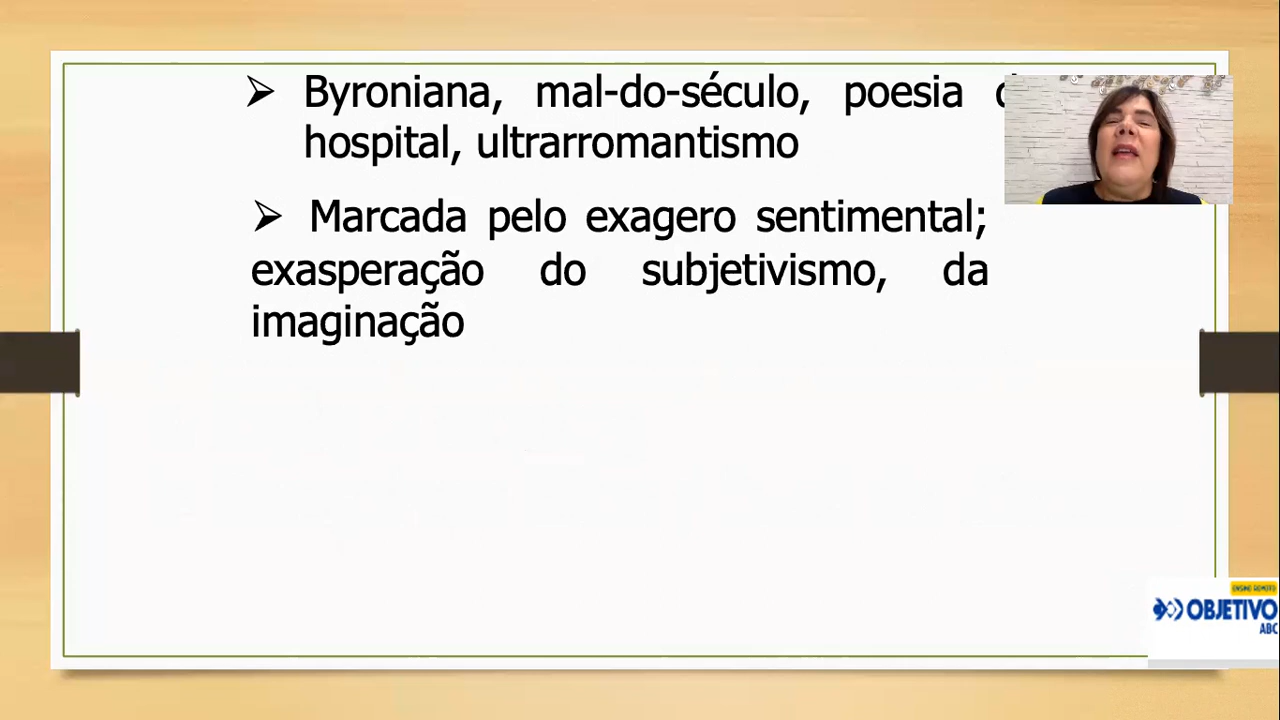 ➢ Byroniana, mal-do-século, poesia
hospital, ultrarromantismo
➢ Marcada pelo exagero sentimental;
exasperação do subjetivismo, da
imaginação
ENSINO REMOTO
OBJETIVO
ABC